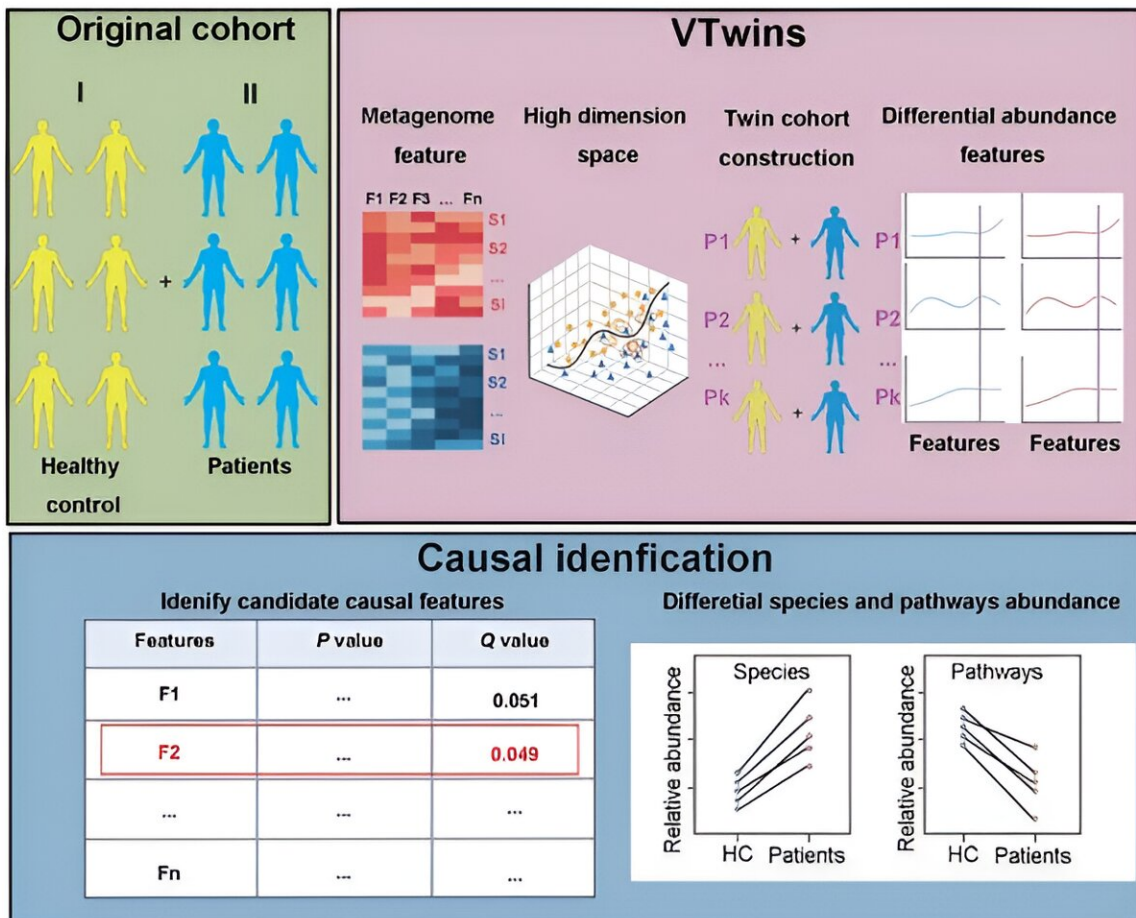 Original cohort
I
II
+
Healthy
control
Patients
VTwins
Metagenome
feature
F1 F2 F3 ... Fn
S1
S2
...
Sl
S1
S2
...
Sl
High dimension
space
Twin cohort
construction
P1 +
P2 +
...
Pk +
Differential abundance
features
P1
P2
...
Pk
Features
Features
Causal idenfication
Idenify candidate causal features
Features P value Q value
F1 ... 0.051
F2 ... 0.049
... ... ...
Fn ... ...
Differetial species and pathways abundance
Relative abundance
Species
HC Patients
Relative abundance
Pathways
HC Patients